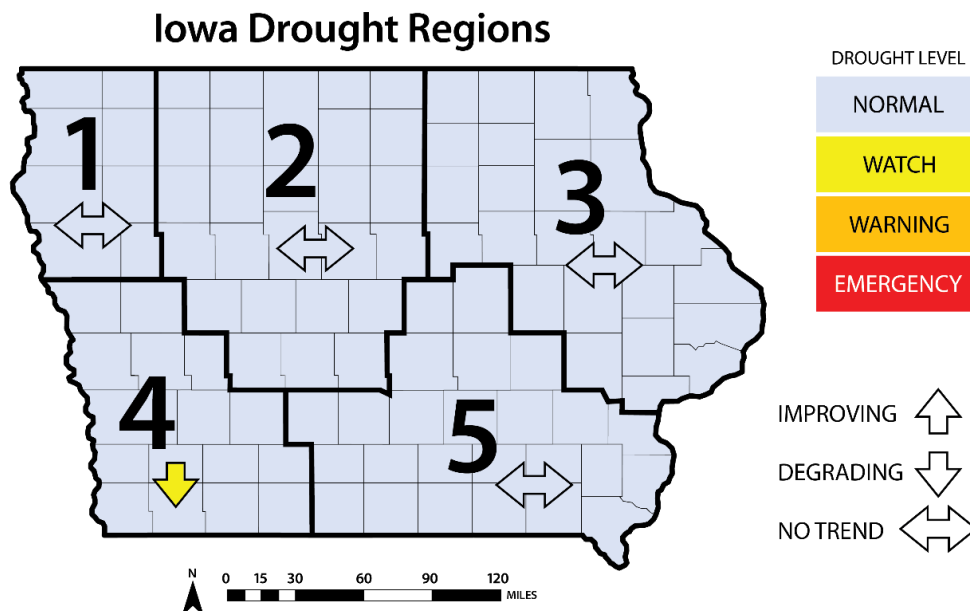 Iowa Drought Regions
DROUGHT LEVEL
NORMAL
WATCH
WARNING
EMERGENCY
1
2
3
4
5
IMPROVING
DEGRADING
NO TREND
N
0 15 30 60 90 120
MILES